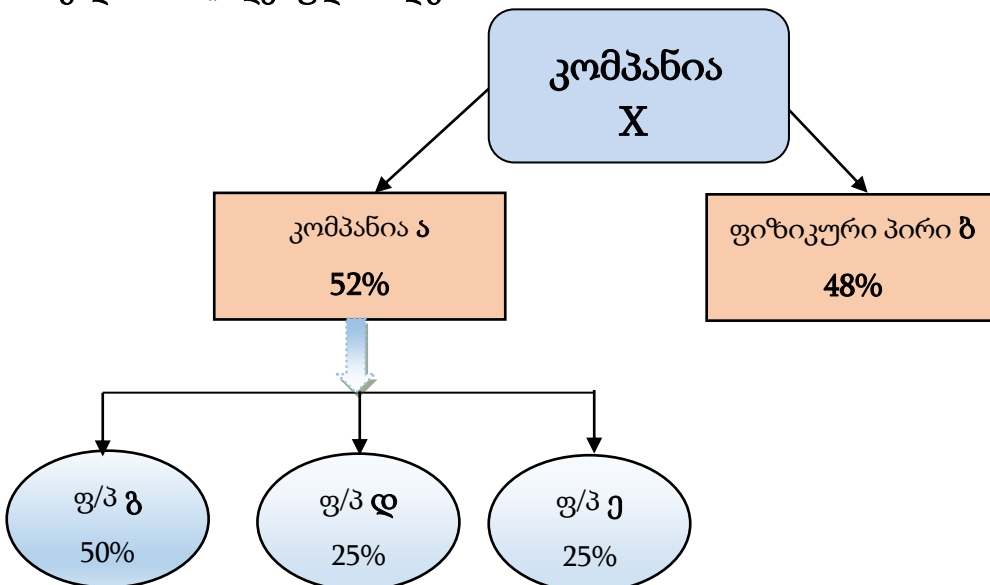 კომპანია
X
კომპანია ა
52%
ფიზიკური პირი ბ
48%
ფ/პ გ
50%
ფ/პ დ
25%
ფ/პ ე
25%